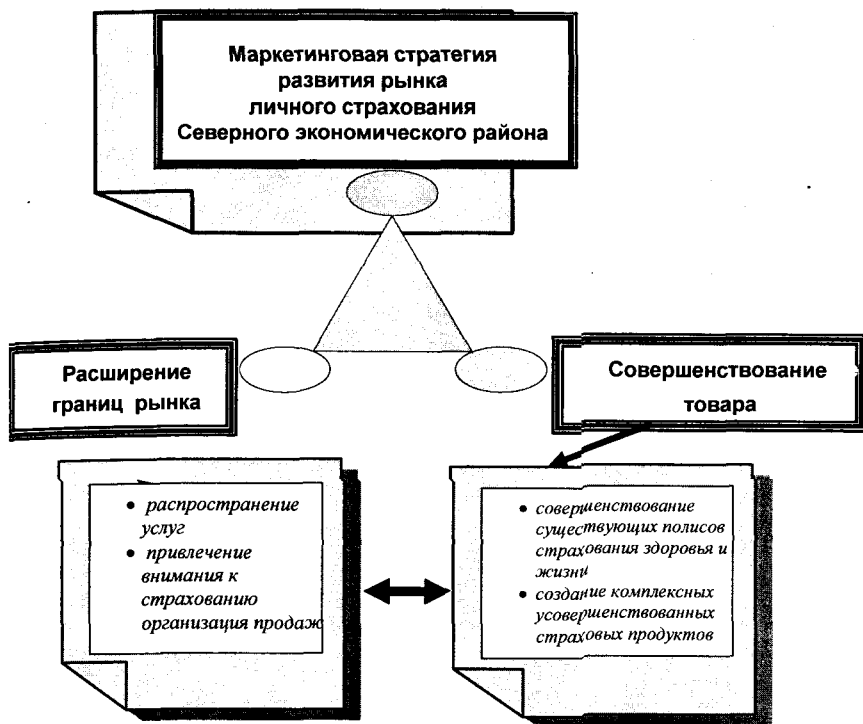 Маркетинговая стратегия
развития рынка
личного страхования
Северного экономического района
Расширение
границ рынка
Совершенствование
товара
• распространение
услуг
• привлечение
внимания к
страхованию
организация продаж
• совершенствование
существующих полисов
страхования здоровья и
жизни
• создание комплексных
усовершенствованных
страховых продуктов